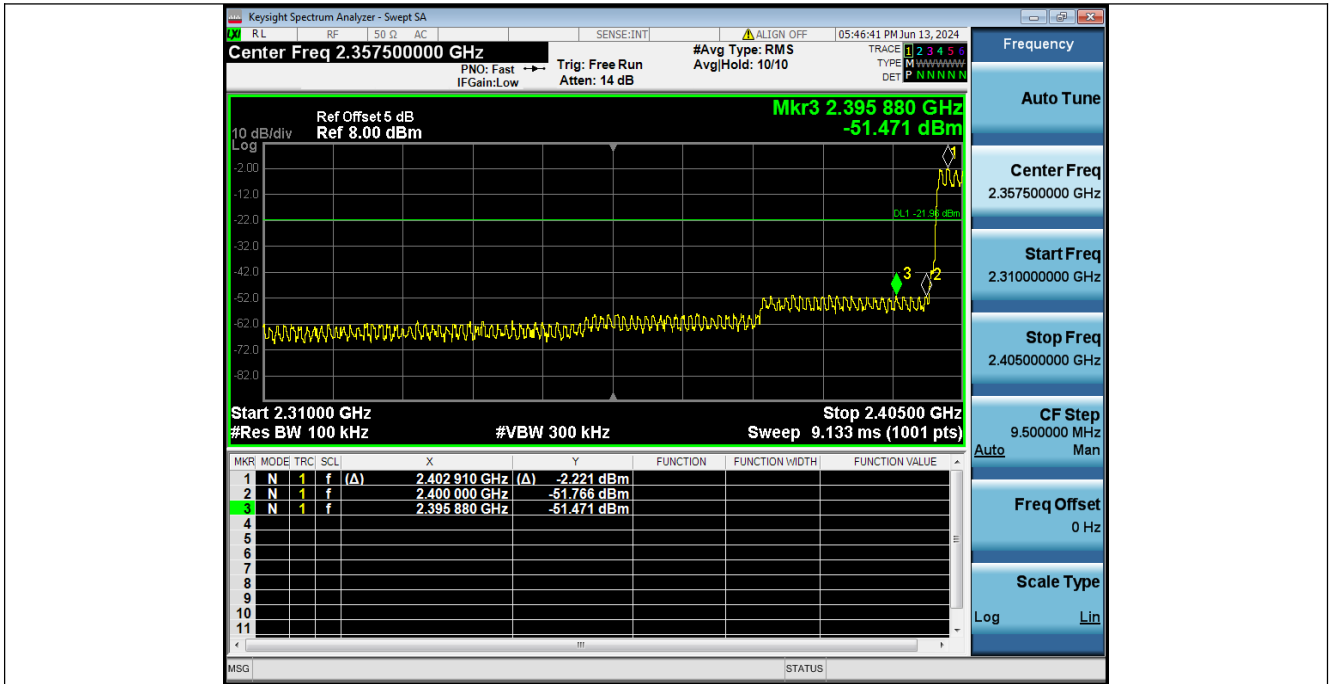 Keysight Spectrum Analyzer - Swept SA
LXI RL RF 50 Ω AC SENSE:INT ALIGN OFF 05:46:41 PM Jun 13, 2024
Center Freq 2.357500000 GHz
PNO: Fast
IFGain:Low
Trig: Free Run
Atten: 14 dB
#Avg Type: RMS
Avg|Hold: 10/10
TRACE 1 2 3 4 5 6
TYPE M WWWWW
DET P N N N N N
Ref Offset 5 dB
10 dB/div Ref 8.00 dBm
Log
Mkr3 2.395 880 GHz
-51.471 dBm
1
-2.00
-12.0
DL1 -21.96 dBm
-22.0
-32.0
-42.0
3 2
-52.0
-62.0
-72.0
-82.0
Start 2.31000 GHz Stop 2.40500 GHz
#Res BW 100 kHz #VBW 300 kHz Sweep 9.133 ms (1001 pts)
MKR MODE TRC SCL X Y FUNCTION FUNCTION WIDTH FUNCTION VALUE
1 N 1 f (Δ) 2.402 910 GHz (Δ) -2.221 dBm
2 N 1 f 2.400 000 GHz -51.766 dBm
3 N 1 f 2.395 880 GHz -51.471 dBm
4
5
6
7
8
9
10
11
MSG STATUS
Frequency
Auto Tune
Center Freq
2.357500000 GHz
Start Freq
2.310000000 GHz
Stop Freq
2.405000000 GHz
CF Step
9.500000 MHz
Auto Man
Freq Offset
0 Hz
Scale Type
Log Lin